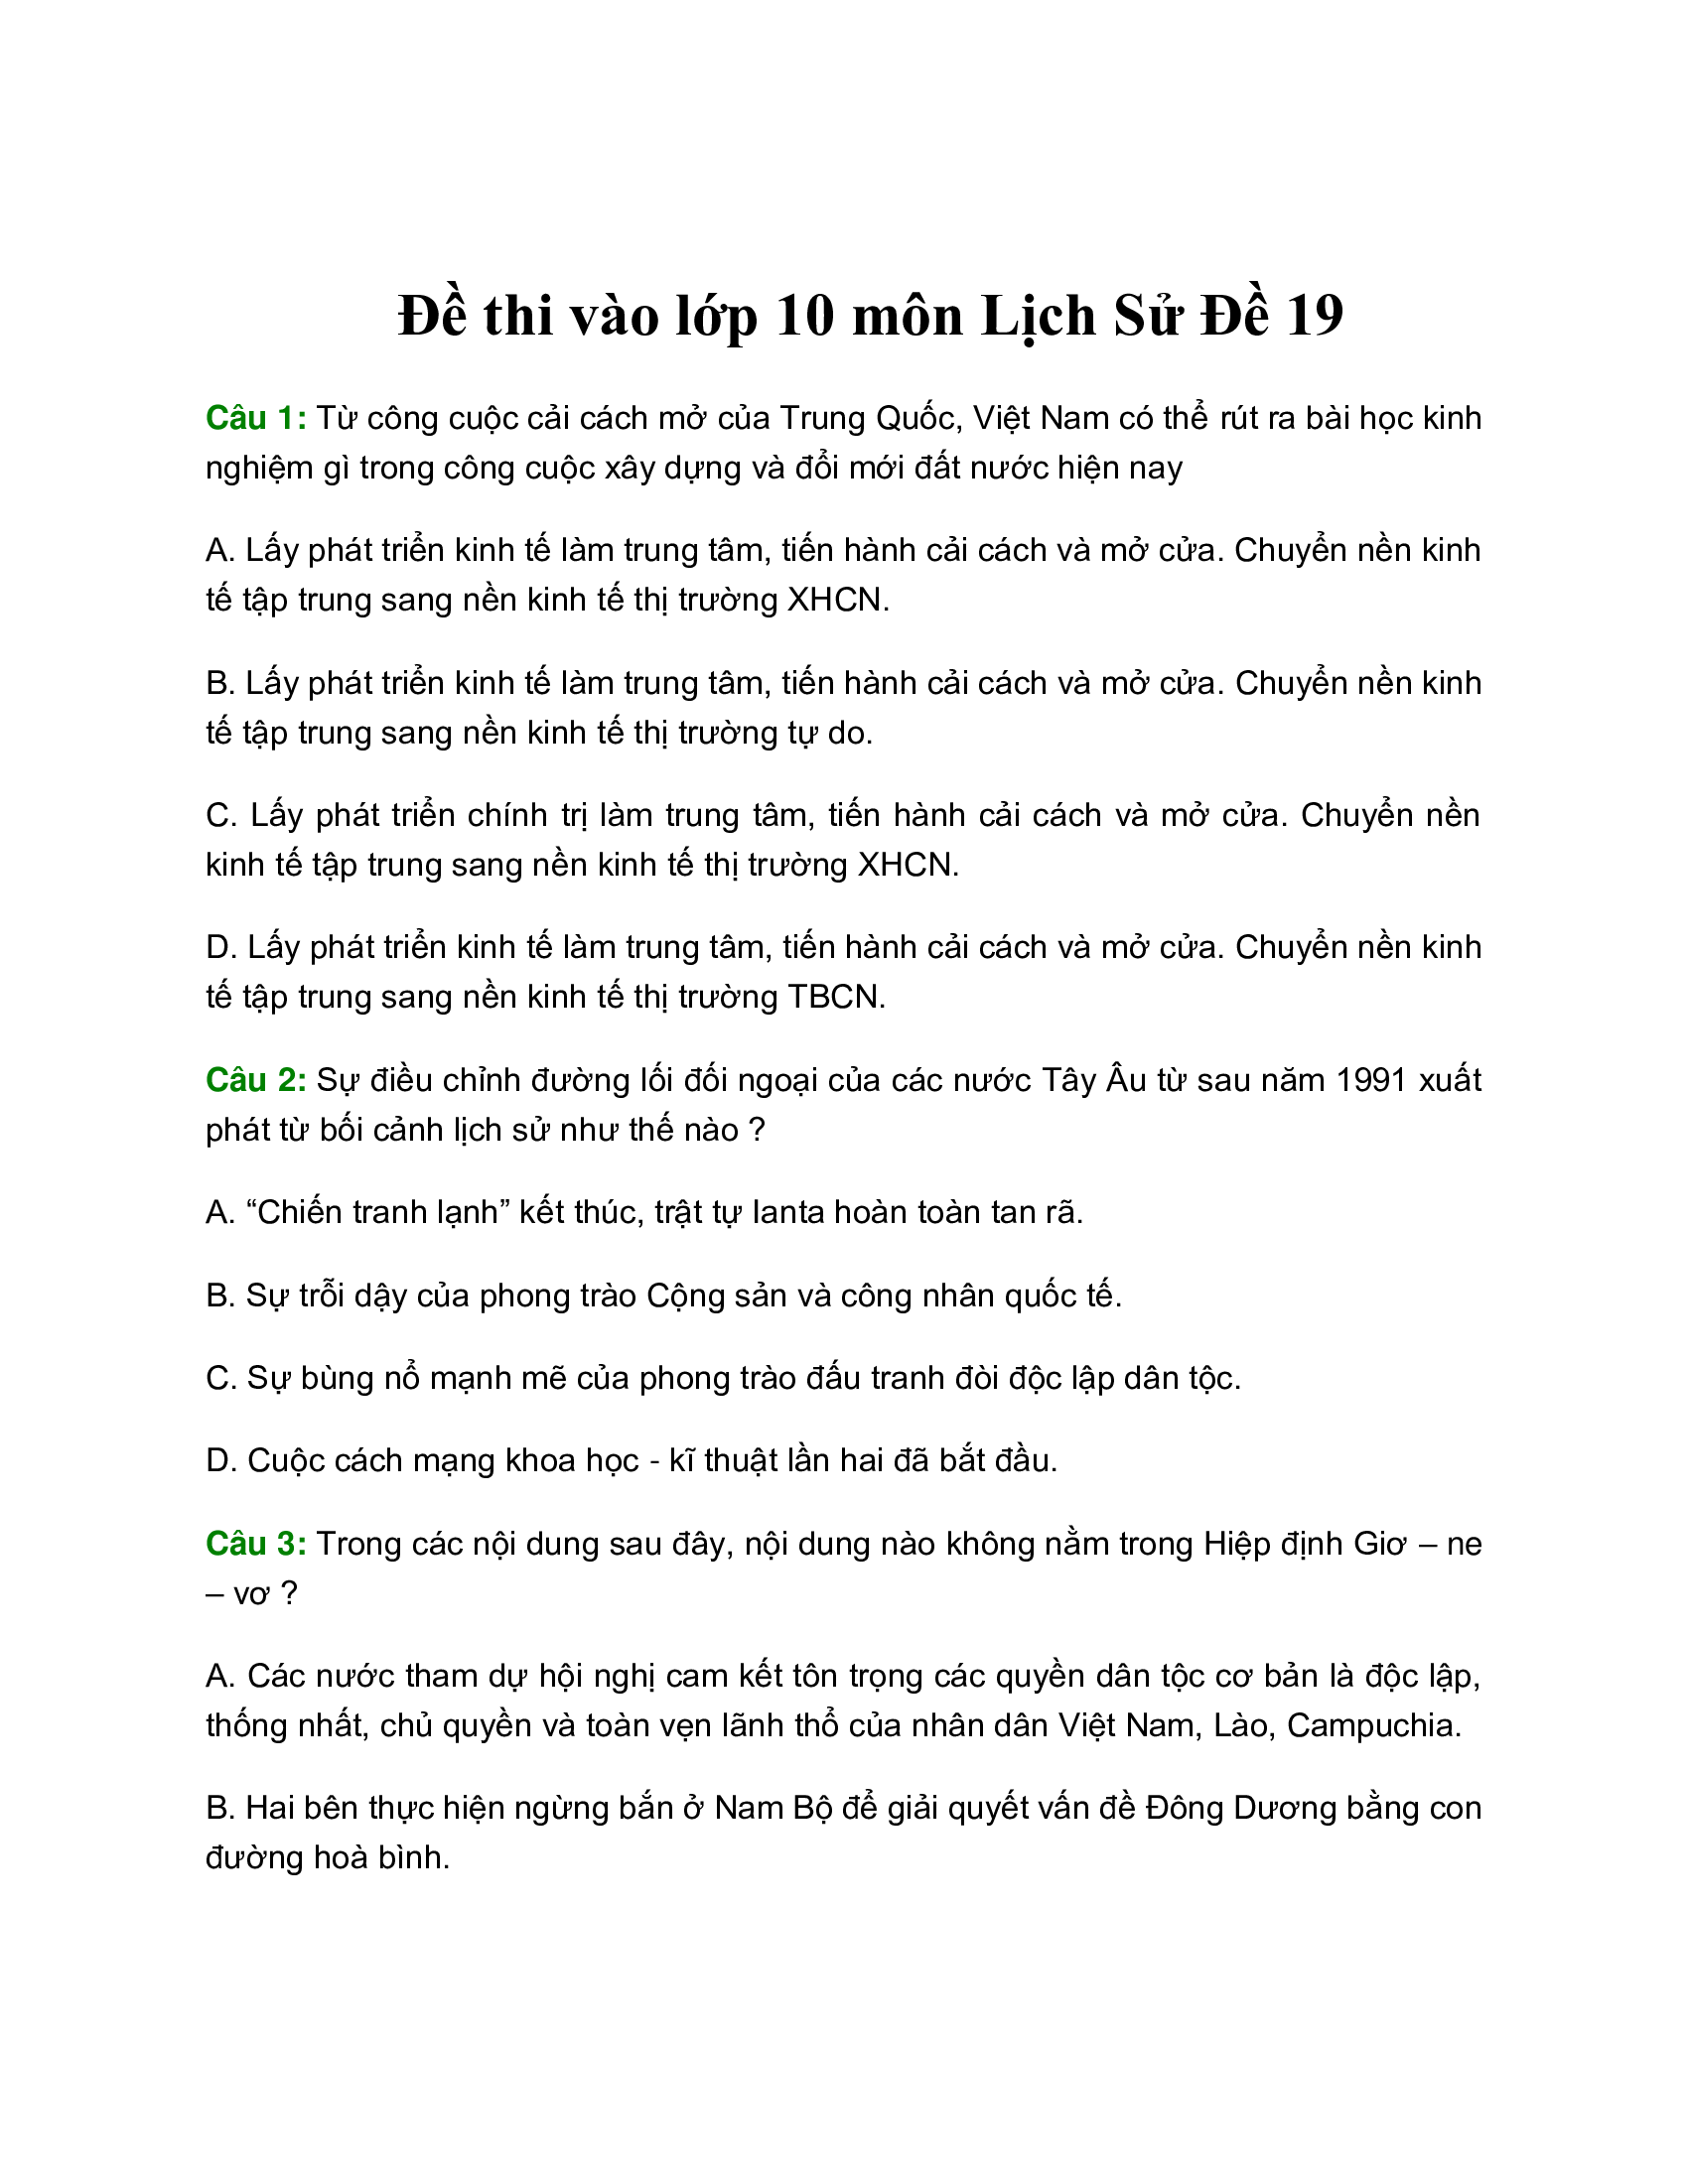 Đề thi vào lớp 10 môn Lịch Sử Đề 19
Câu 1: Từ công cuộc cải cách mở của Trung Quốc, Việt Nam có thể rút ra bài học kinh
nghiệm gì trong công cuộc xây dựng và đổi mới đất nước hiện nay
A. Lấy phát triển kinh tế làm trung tâm, tiến hành cải cách và mở cửa. Chuyển nền kinh
tế tập trung sang nền kinh tế thị trường XHCN.
B. Lấy phát triển kinh tế làm trung tâm, tiến hành cải cách và mở cửa. Chuyển nền kinh
tế tập trung sang nền kinh tế thị trường tự do.
C. Lấy phát triển chính trị làm trung tâm, tiến hành cải cách và mở cửa. Chuyển nền
kinh tế tập trung sang nền kinh tế thị trường XHCN.
D. Lấy phát triển kinh tế làm trung tâm, tiến hành cải cách và mở cửa. Chuyển nền kinh
tế tập trung sang nền kinh tế thị trường TBCN.
Câu 2: Sự điều chỉnh đường lối đối ngoại của các nước Tây Âu từ sau năm 1991 xuất
phát từ bối cảnh lịch sử như thế nào ?
A. “Chiến tranh lạnh” kết thúc, trật tự Ianta hoàn toàn tan rã.
B. Sự trỗi dậy của phong trào Cộng sản và công nhân quốc tế.
C. Sự bùng nổ mạnh mẽ của phong trào đấu tranh đòi độc lập dân tộc.
D. Cuộc cách mạng khoa học - kĩ thuật lần hai đã bắt đầu.
Câu 3: Trong các nội dung sau đây, nội dung nào không nằm trong Hiệp định Giơ – ne
– vơ ?
A. Các nước tham dự hội nghị cam kết tôn trọng các quyền dân tộc cơ bản là độc lập,
thống nhất, chủ quyền và toàn vẹn lãnh thổ của nhân dân Việt Nam, Lào, Campuchia.
B. Hai bên thực hiện ngừng bắn ở Nam Bộ để giải quyết vấn đề Đông Dương bằng con
đường hoà bình.